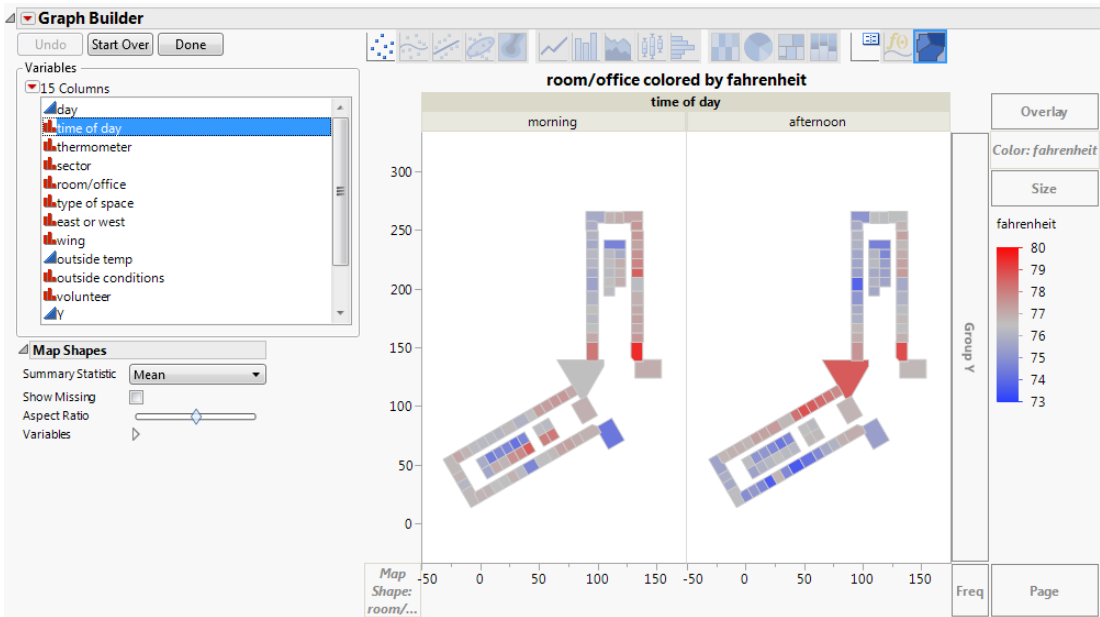 Graph Builder
Undo
Start Over
Done
Variables
15 Columns
day
time of day
thermometer
sector
room/office
type of space
east or west
wing
outside temp
outside conditions
volunteer
Y
Map Shapes
Summary Statistic
Mean
Show Missing
Aspect Ratio
Variables
room/office colored by fahrenheit
time of day
morning
afternoon
300
250
200
150
100
50
0
-50 0 50 100 150
-50 0 50 100 150
Map
Shape:
room/...
Group Y
Freq
Page
Overlay
Color: fahrenheit
Size
fahrenheit
80
79
78
77
76
75
74
73